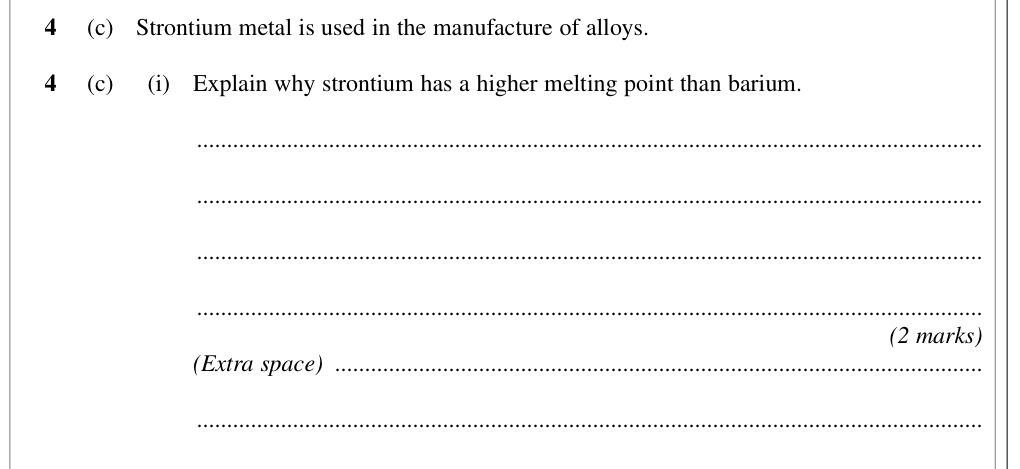 4 (c) Strontium metal is used in the manufacture of alloys.
4 (c) (i) Explain why strontium has a higher melting point than barium.
(2 marks)
(Extra space)